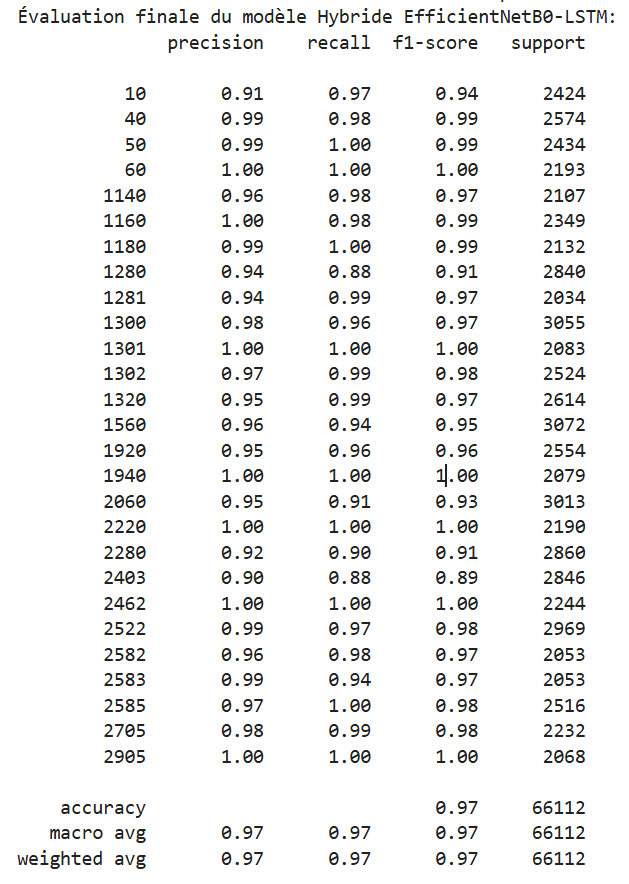 Évaluation finale du modèle Hybride EfficientNetB0-LSTM:
precision recall f1-score support
10 0.91 0.97 0.94 2424
40 0.99 0.98 0.99 2574
50 0.99 1.00 0.99 2434
60 1.00 1.00 1.00 2193
1140 0.96 0.98 0.97 2107
1160 1.00 0.98 0.99 2349
1180 0.99 1.00 0.99 2132
1280 0.94 0.88 0.91 2840
1281 0.94 0.99 0.97 2034
1300 0.98 0.96 0.97 3055
1301 1.00 1.00 1.00 2083
1302 0.97 0.99 0.98 2524
1320 0.95 0.99 0.97 2614
1560 0.96 0.94 0.95 3072
1920 0.95 0.96 0.96 2554
1940 1.00 1.00 1.00 2079
2060 0.95 0.91 0.93 3013
2220 1.00 1.00 1.00 2190
2280 0.92 0.90 0.91 2860
2403 0.90 0.88 0.89 2846
2462 1.00 1.00 1.00 2244
2522 0.99 0.97 0.98 2969
2582 0.96 0.98 0.97 2053
2583 0.99 0.94 0.97 2053
2585 0.97 1.00 0.98 2516
2705 0.98 0.99 0.98 2232
2905 1.00 1.00 1.00 2068
accuracy 0.97 66112
macro avg 0.97 0.97 0.97 66112
weighted avg 0.97 0.97 0.97 66112